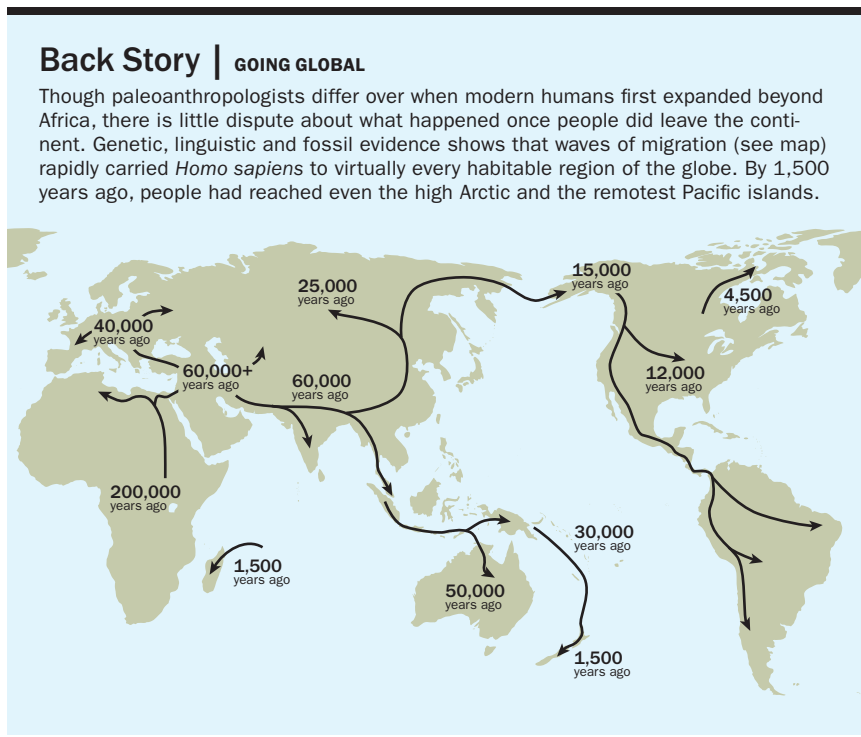 Back Story | GOING GLOBAL
Though paleoanthropologists differ over when modern humans first expanded beyond
Africa, there is little dispute about what happened once people did leave the conti-
nent. Genetic, linguistic and fossil evidence shows that waves of migration (see map)
rapidly carried Homo sapiens to virtually every habitable region of the globe. By 1,500
years ago, people had reached even the high Arctic and the remotest Pacific islands.
15,000
years ago
25,000
years ago
4,500
years ago
40,000
years ago
60,000+
years ago
60,000
years ago
12,000
years ago
200,000
years ago
30,000
years ago
1,500
years ago
50,000
years ago
1,500
years ago